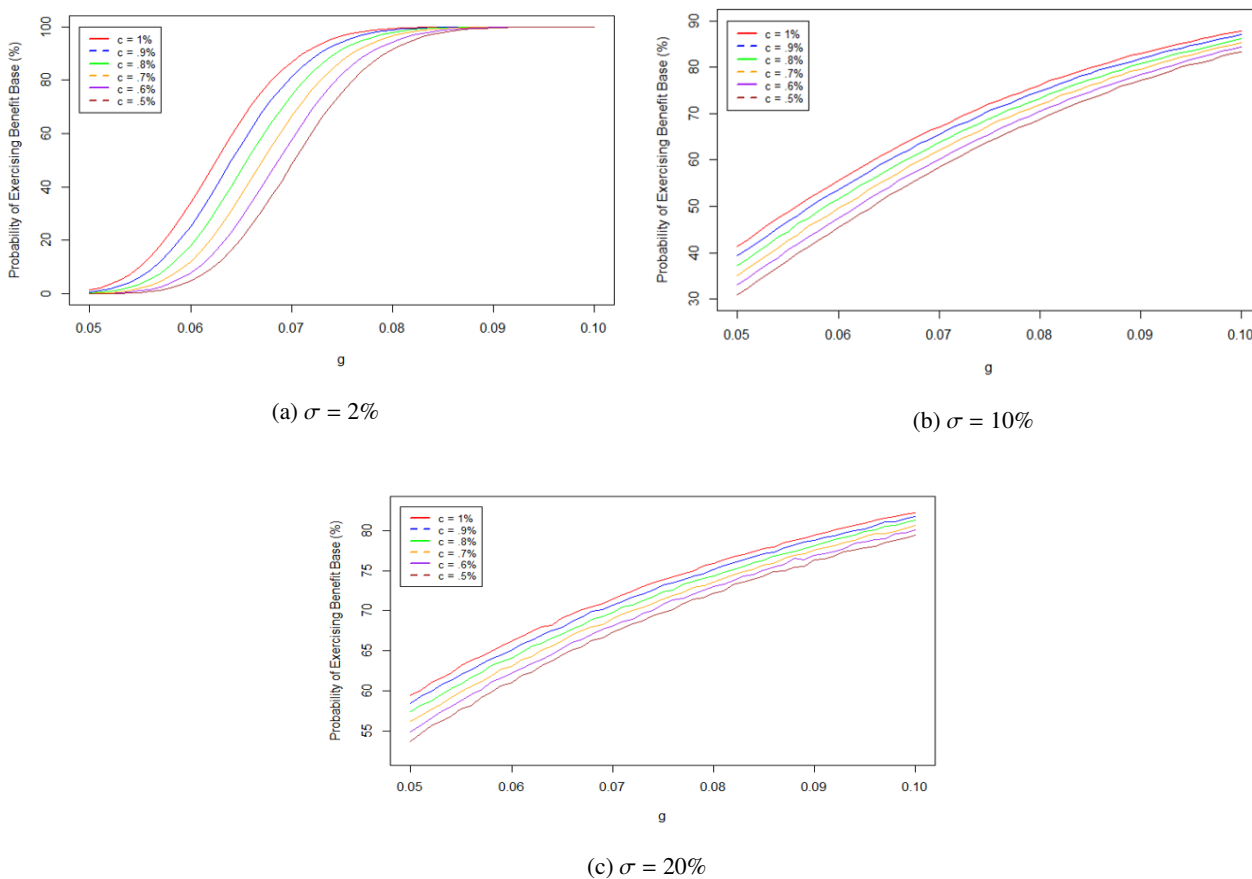 Probability of Exercising Benefit Base (%)
100
80
60
40
20
0
c = 1%
c = .9%
c = .8%
c = .7%
c = .6%
c = .5%
0.05 0.06 0.07 0.08 0.09 0.10
g
(a) σ = 2%
Probability of Exercising Benefit Base (%)
90
80
70
60
50
40
30
c = 1%
c = .9%
c = .8%
c = .7%
c = .6%
c = .5%
0.05 0.06 0.07 0.08 0.09 0.10
g
(b) σ = 10%
Probability of Exercising Benefit Base (%)
80
75
70
65
60
55
c = 1%
c = .9%
c = .8%
c = .7%
c = .6%
c = .5%
0.05 0.06 0.07 0.08 0.09 0.10
g
(c) σ = 20%